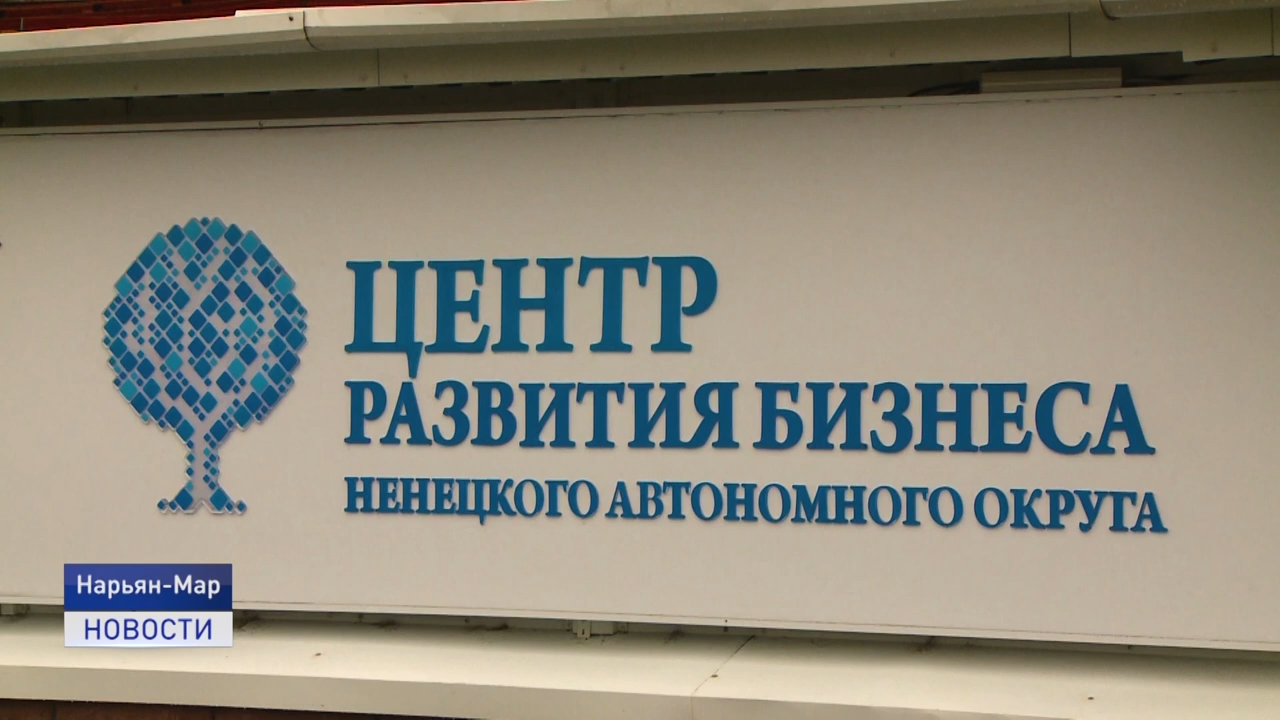 ЦЕНТР
РАЗВИТИЯ БИЗНЕСА
НЕНЕЦКОГО АВТОНОМНОГО ОКРУГА
Нарьян-Мар
НОВОСТИ